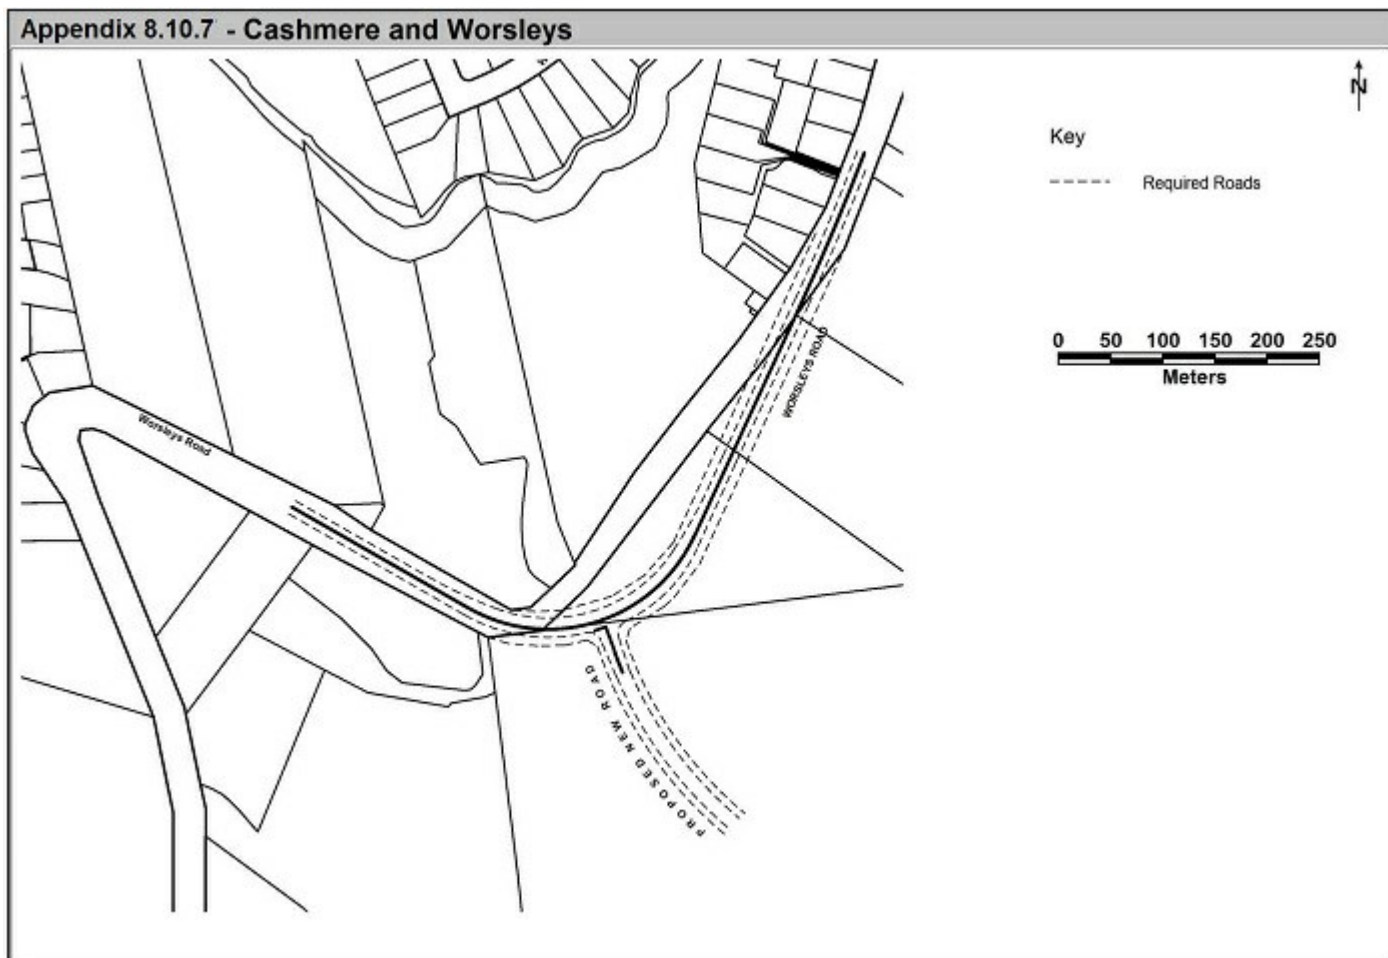 Appendix 8.10.7 - Cashmere and Worsleys
N
Key
Required Roads
0 50 100 150 200 250
Meters
WORSLEYS ROAD
Worsleys Road
PROPOSED NEW ROAD